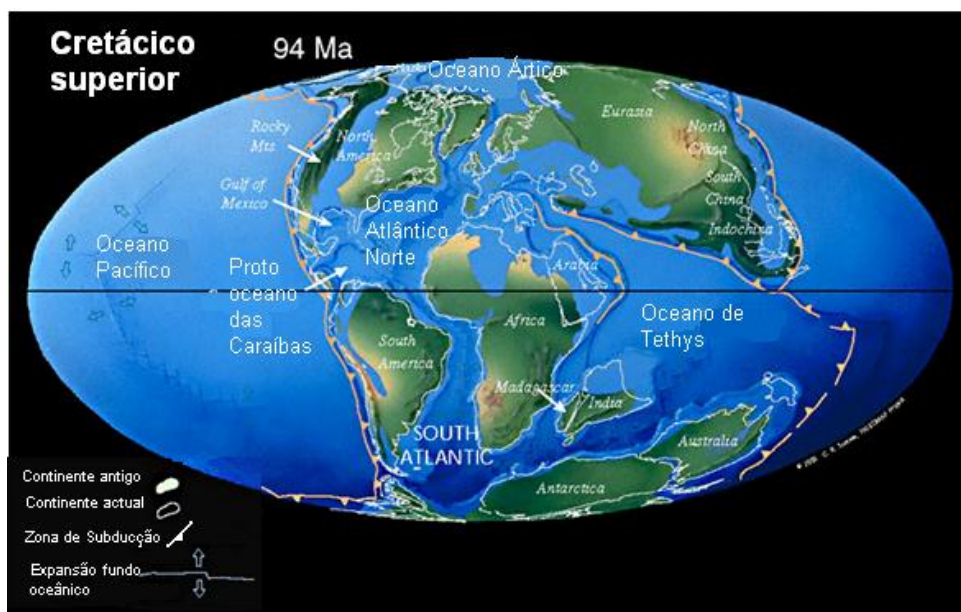 Cretácico
superior
94 Ma
Oceano Ártico
Eurasia
Rocky
Mts.
North
America
North
China
South
China
Indochina
Gulf of
Mexico
Oceano
Atlântico
Norte
Oceano
Pacífico
Proto
oceano
das
Caraíbas
Arabia
Africa
Oceano de
Tethys
South
America
Madagascar
India
SOUTH
ATLANTIC
Australia
Antarctica
Continente antigo
Continente actual
Zona de Subducção
Expansão fundo
oceânico